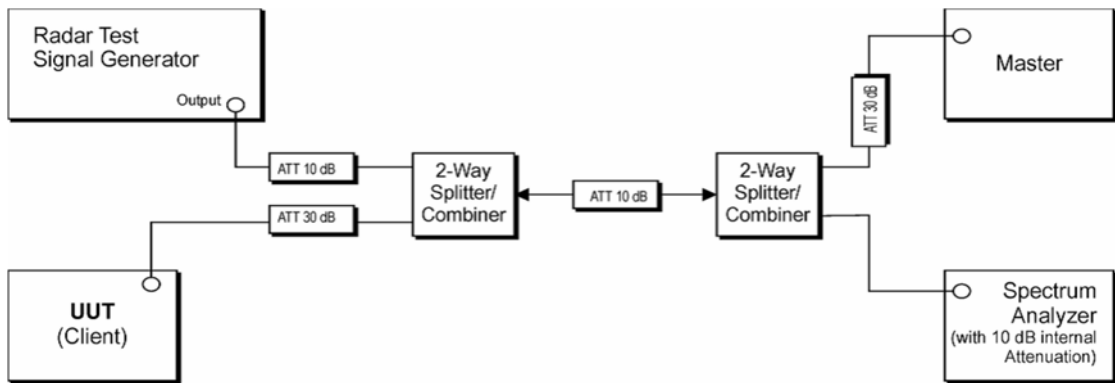 Radar Test
Signal Generator
Output
ATT 10 dB
2-Way
Splitter/
Combiner
ATT 30 dB
UUT
(Client)
ATT 10 dB
2-Way
Splitter/
Combiner
ATT 30 dB
Master
Spectrum
Analyzer
(with 10 dB internal
Attenuation)